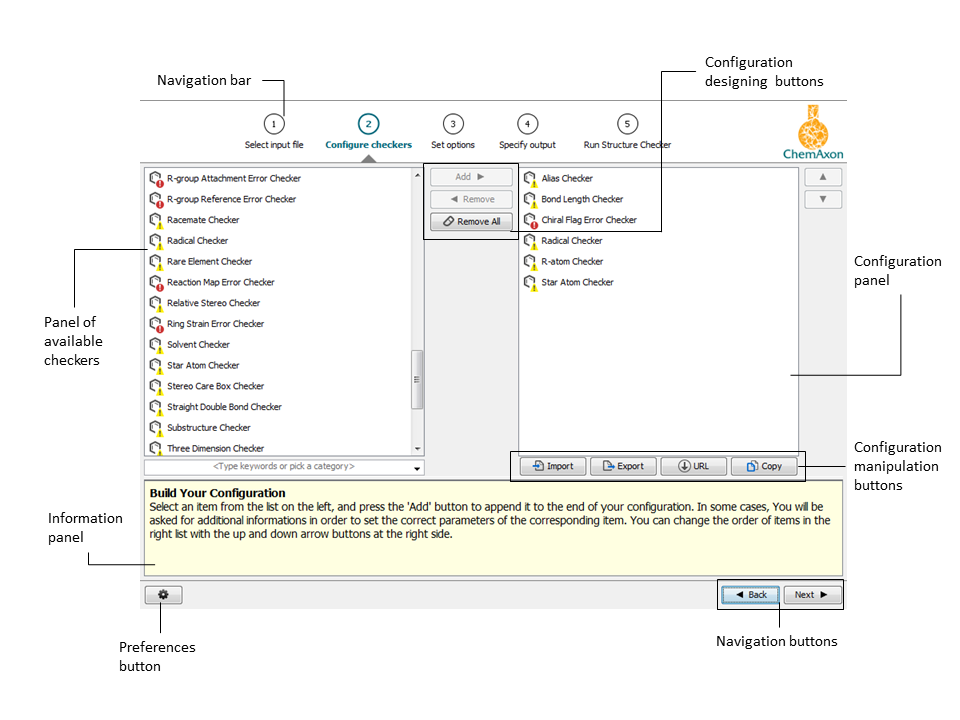 Configuration
designing buttons
Navigation bar
1
2
3
4
5
Select input file
Configure checkers
Set options
Specify output
Run Structure Checker
ChemAxon
R-group Attachment Error Checker
R-group Reference Error Checker
Racemate Checker
Radical Checker
Rare Element Checker
Reaction Map Error Checker
Relative Stereo Checker
Ring Strain Error Checker
Solvent Checker
Star Atom Checker
Stereo Care Box Checker
Straight Double Bond Checker
Substructure Checker
Three Dimension Checker
<Type keywords or pick a category>
Add
Remove
Remove All
Alias Checker
Bond Length Checker
Chiral Flag Error Checker
Radical Checker
R-atom Checker
Star Atom Checker
Import
Export
URL
Copy
Configuration
panel
Panel of
available
checkers
Configuration
manipulation
buttons
Build Your Configuration
Select an item from the list on the left, and press the 'Add' button to append it to the end of your configuration. In some cases, You will be
asked for additional informations in order to set the correct parameters of the corresponding item. You can change the order of items in the
right list with the up and down arrow buttons at the right side.
Information
panel
Back
Next
Preferences
button
Navigation buttons